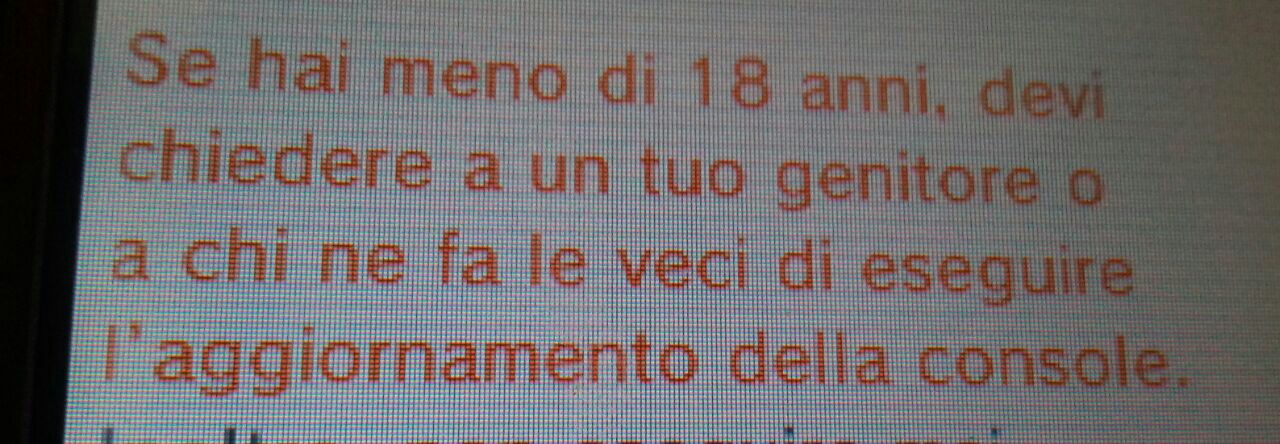 Se hai meno di 18 anni, devi
chiedere a un tuo genitore o
a chi ne fa le veci di eseguire
l'aggiornamento della console.